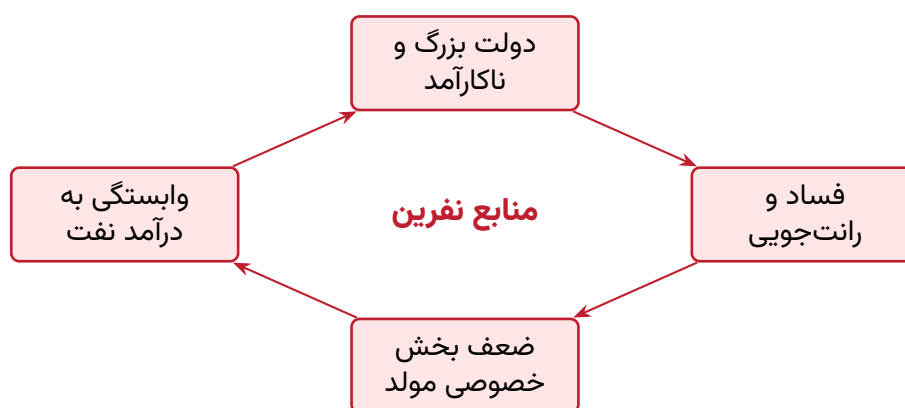 دولت بزرگ و
ناکارآمد
وابستگی به
درآمد نفت
منابع نفرین
فساد و
رانت‌جویی
ضعف بخش
خصوصی مولد